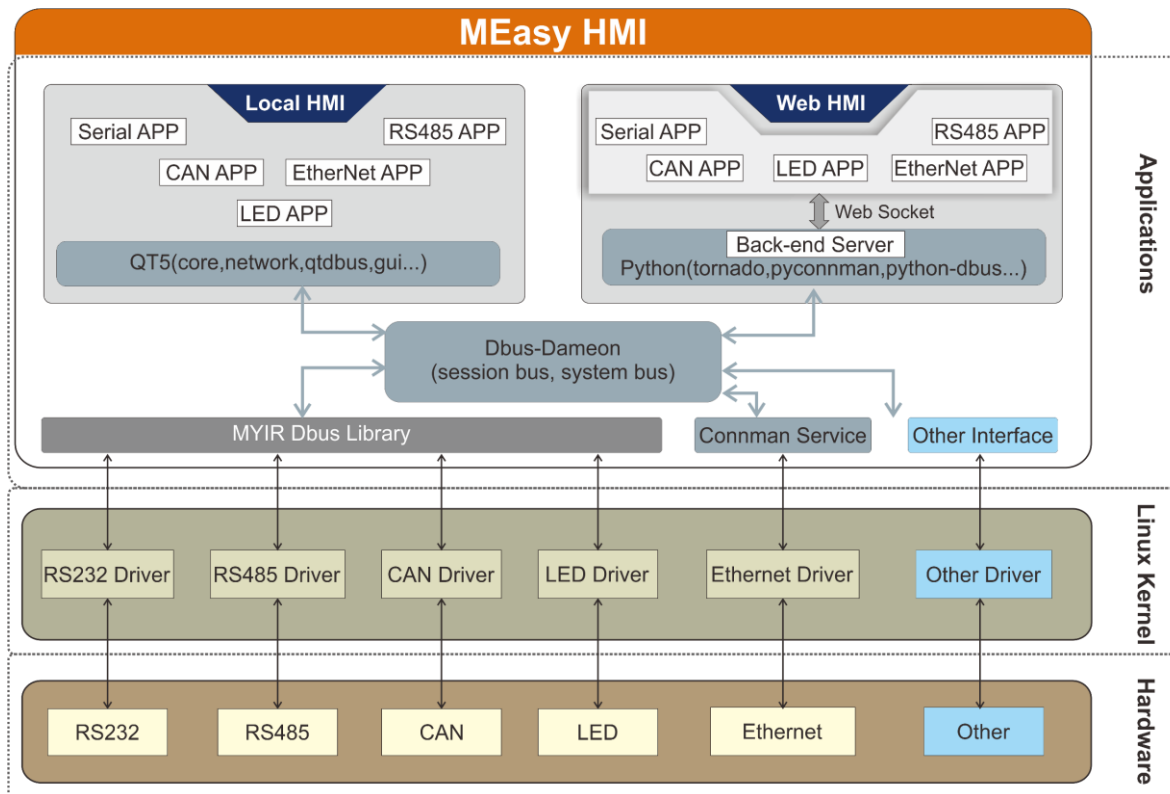 MEasy HMI
Local HMI
Serial APP
RS485 APP
CAN APP
EtherNet APP
LED APP
QT5(core,network,qtdbus,gui...)
Web HMI
Serial APP
RS485 APP
CAN APP
LED APP
EtherNet APP
Web Socket
Back-end Server
Python(tornado,pyconnman,python-dbus...)
Dbus-Dameon
(session bus, system bus)
MYIR Dbus Library
Connman Service
Other Interface
Applications
RS232 Driver
RS485 Driver
CAN Driver
LED Driver
Ethernet Driver
Other Driver
Linux Kernel
RS232
RS485
CAN
LED
Ethernet
Other
Hardware